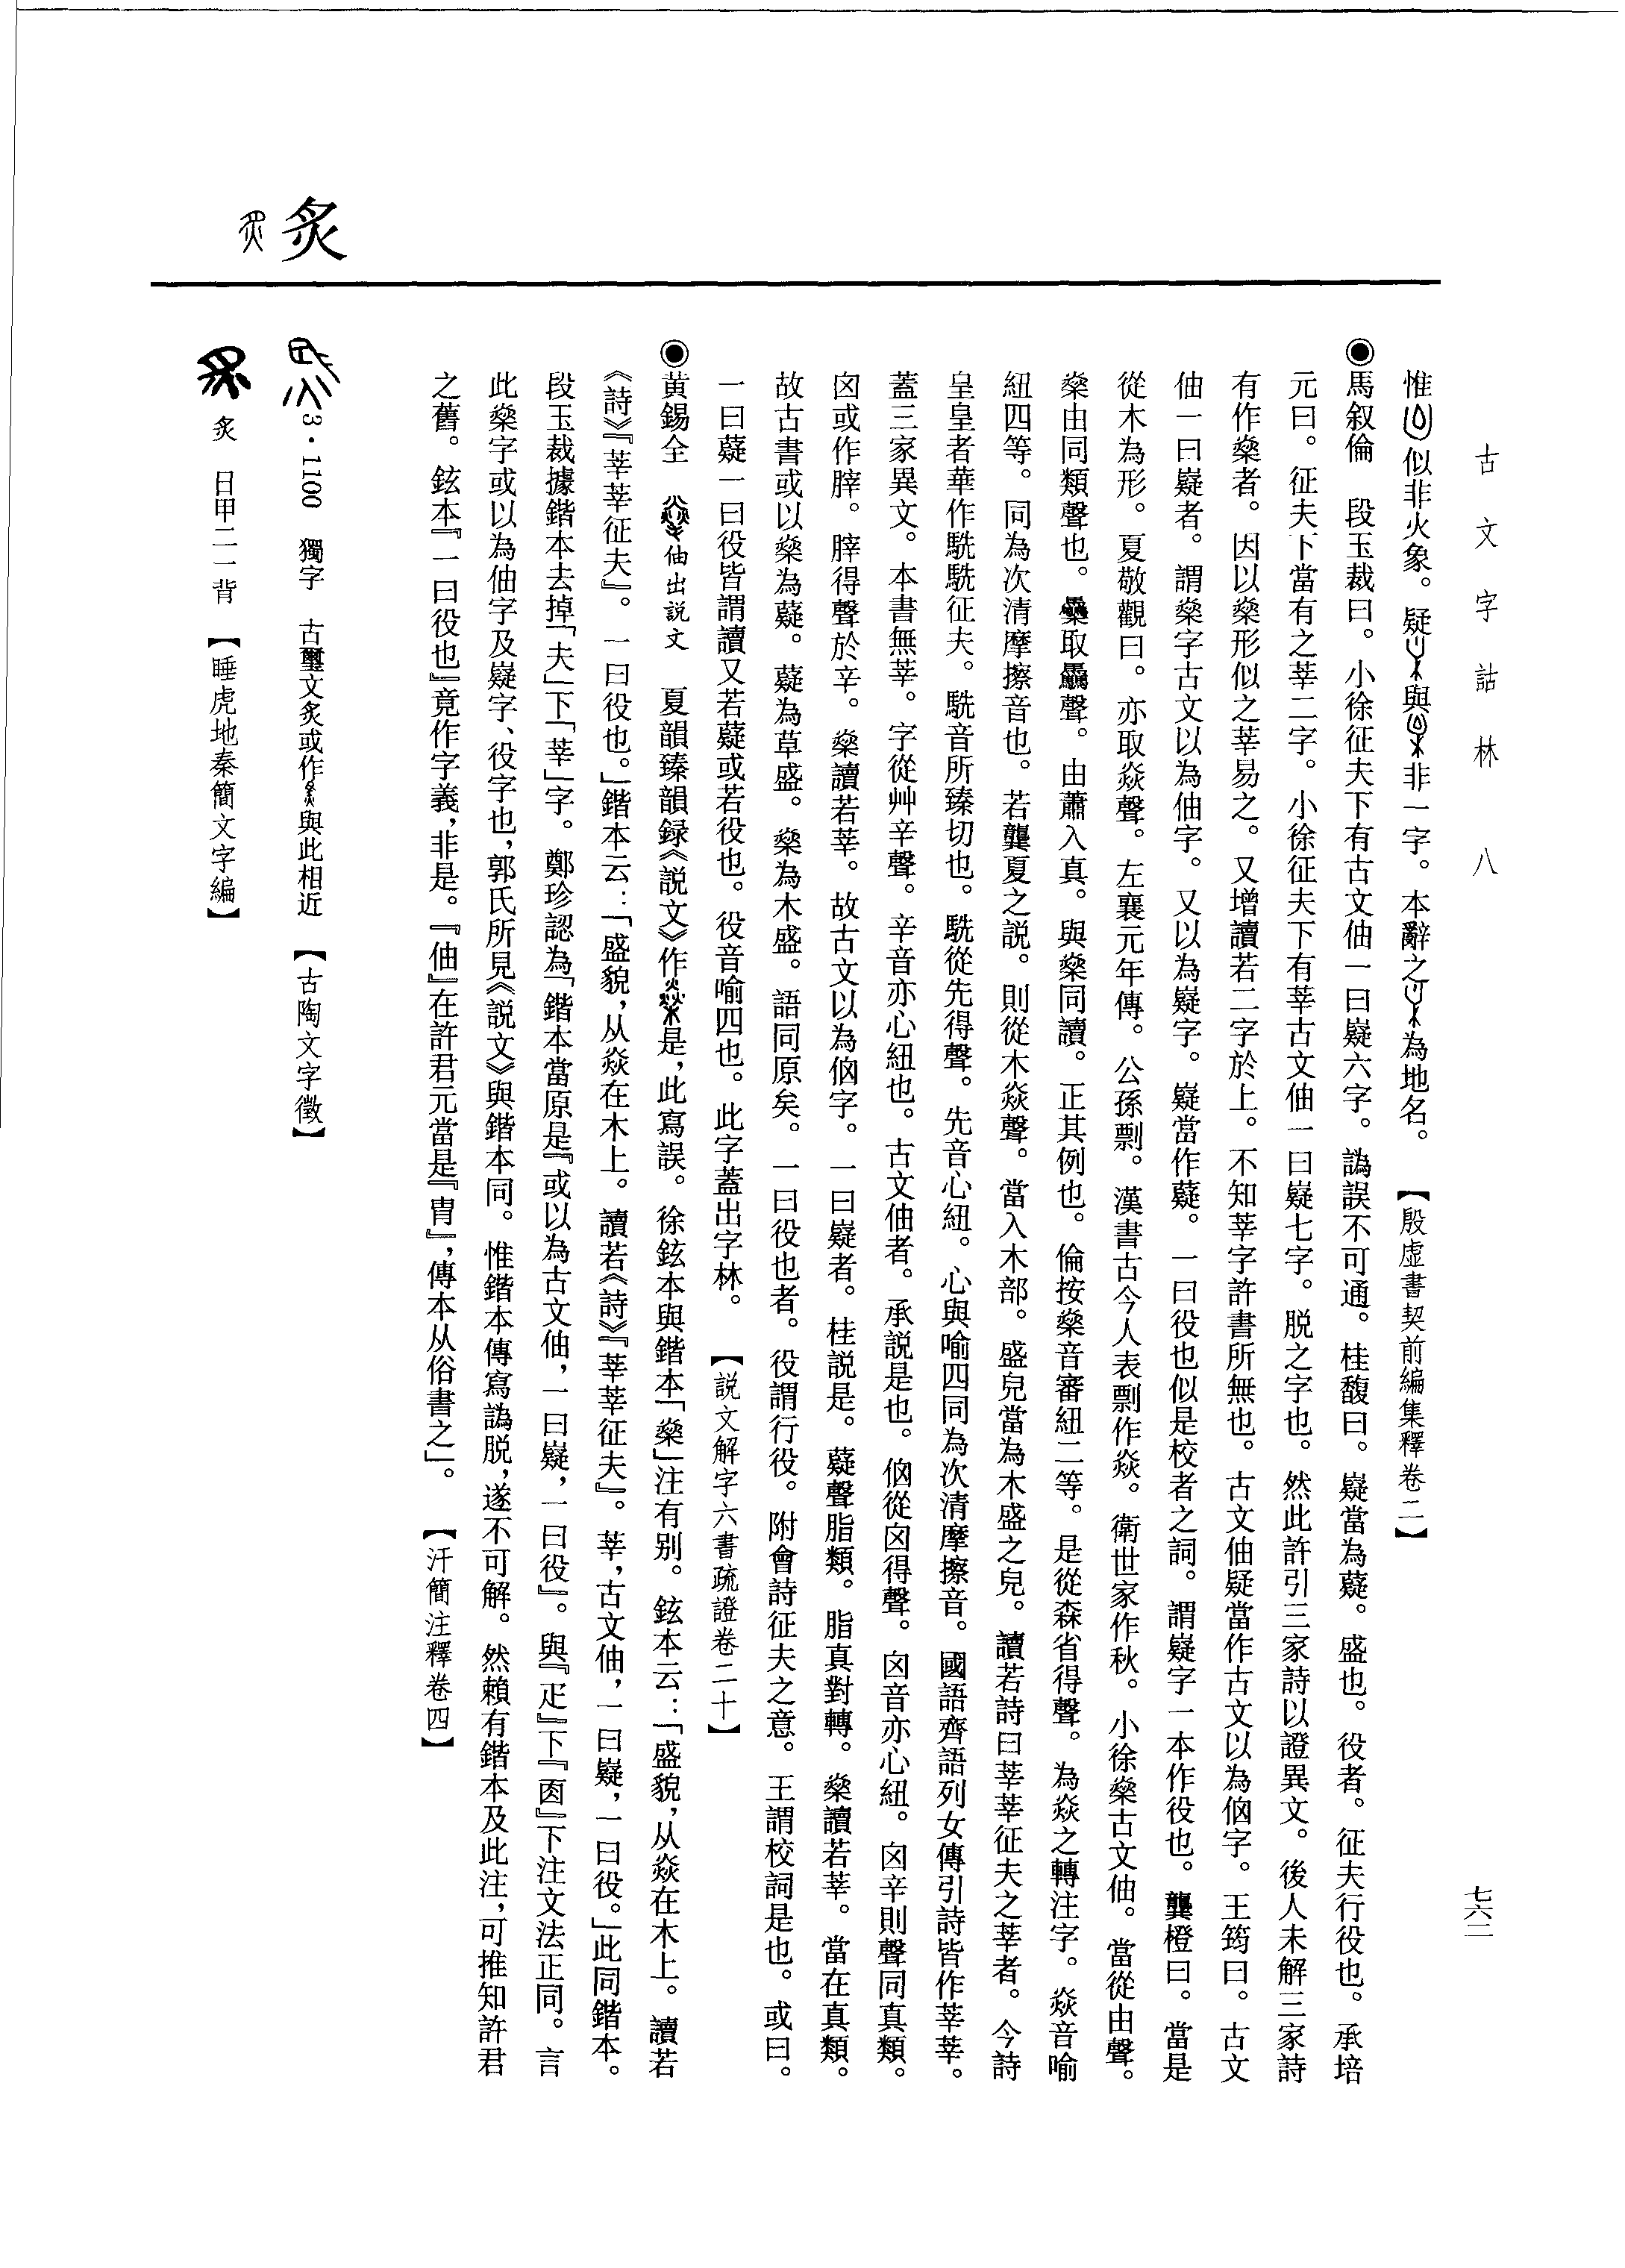 古文字詁林 八
七六二
惟似非火象。疑與非一字。本辭之為地名。 【殷虛書契前編集釋卷二】
◉馬叙倫 段玉裁曰。小徐征夫下有古文伷一曰嶷六字。譌誤不可通。桂馥曰。嶷當為薿。盛也。役者。征夫行役也。承培
元曰。征夫下當有之莘二字。小徐征夫下有莘古文伷一曰嶷七字。脱之字也。然此許引三家詩以證異文。後人未解三家詩
有作燊者。因以燊形似之莘易之。又增讀若二字於上。不知莘字許書所無也。古文伷疑當作古文以為㑋字。王筠曰。古文
伷一曰嶷者。謂燊字古文以為伷字。又以為嶷字。嶷當作薿。一曰役也似是校者之詞。謂嶷字一本作役也。龔橙曰。當是
從木為形。夏敬觀曰。亦取焱聲。左襄元年傳。公孫剽。漢書古今人表剽作焱。衛世家作秋。小徐燊古文伷。當從由聲。
燊由同類聲也。取聲。由蕭入真。與燊同讀。正其例也。倫按燊音審紐二等。是從森省得聲。為焱之轉注字。焱音喻
紐四等。同為次清摩擦音也。若龔夏之説。則從木焱聲。當入木部。盛皃當為木盛之皃。讀若詩曰莘莘征夫之莘者。今詩
皇皇者華作駪駪征夫。駪音所臻切也。駪從先得聲。先音心紐。心與喻四同為次清摩擦音。國語齊語列女傳引詩皆作莘莘。
蓋三家異文。本書無莘。字從艸辛聲。辛音亦心紐也。古文伷者。承説是也。㑋從囟得聲。囟音亦心紐。囟辛則聲同真類。
囟或作膟。膟得聲於辛。燊讀若莘。故古文以為㑋字。一曰嶷者。桂説是。薿聲脂類。脂真對轉。燊讀若莘。當在真類。
故古書或以燊為薿。薿為草盛。燊為木盛。語同原矣。一曰役也者。役謂行役。附會詩征夫之意。王謂校詞是也。或曰。
一曰薿一曰役皆謂讀又若薿或若役也。役音喻四也。此字蓋出字林。 【説文解字六書疏證卷二十】
◉黄錫全 伷出説文 夏韻臻韻録《説文》作是，此寫誤。徐鉉本與鍇本「燊」注有别。鉉本云：「盛貌，从焱在木上。讀若
《詩》『莘莘征夫』。一曰役也。」鍇本云：「盛貌，从焱在木上。讀若《詩》『莘莘征夫』。莘，古文伷，一曰嶷，一曰役。」此同鍇本。
段玉裁據鍇本去掉「夫」下「莘」字。鄭珍認為「鍇本當原是『或以為古文伷，一曰嶷，一曰役』。與『疋』下『囱』下注文法正同。言
此燊字或以為伷字及嶷字、役字也，郭氏所見《説文》與鍇本同。惟鍇本傳寫譌脱，遂不可解。然賴有鍇本及此注，可推知許君
之舊。鉉本『一曰役也』竟作字義，非是。『伷』在許君元當是『胄』，傳本从俗書之」。 【汗簡注釋卷四】
炙
3·1100 獨字 古璽文炙或作與此相近 【古陶文字徵】
炙 日甲二一背 【睡虎地秦簡文字編】